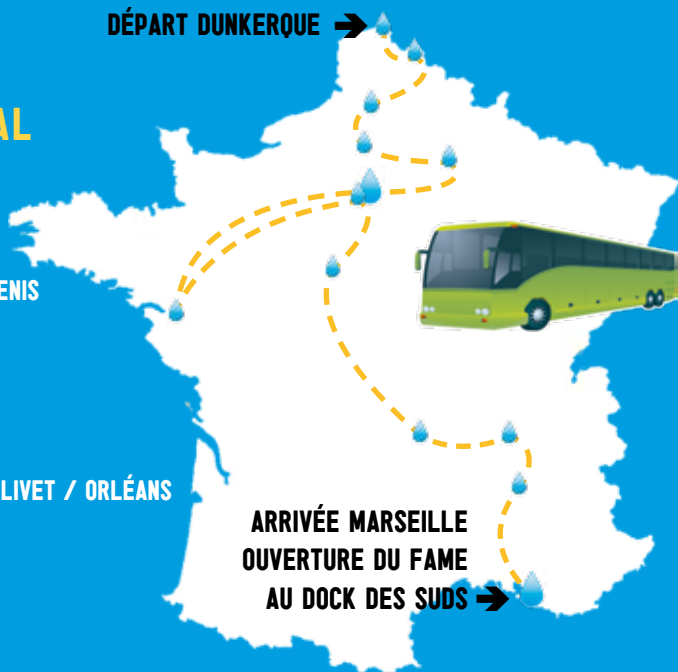 DÉPART DUNKERQUE →
AL
ENIS
LIVET / ORLÉANS
ARRIVÉE MARSEILLE
OUVERTURE DU FAME
AU DOCK DES SUDS →